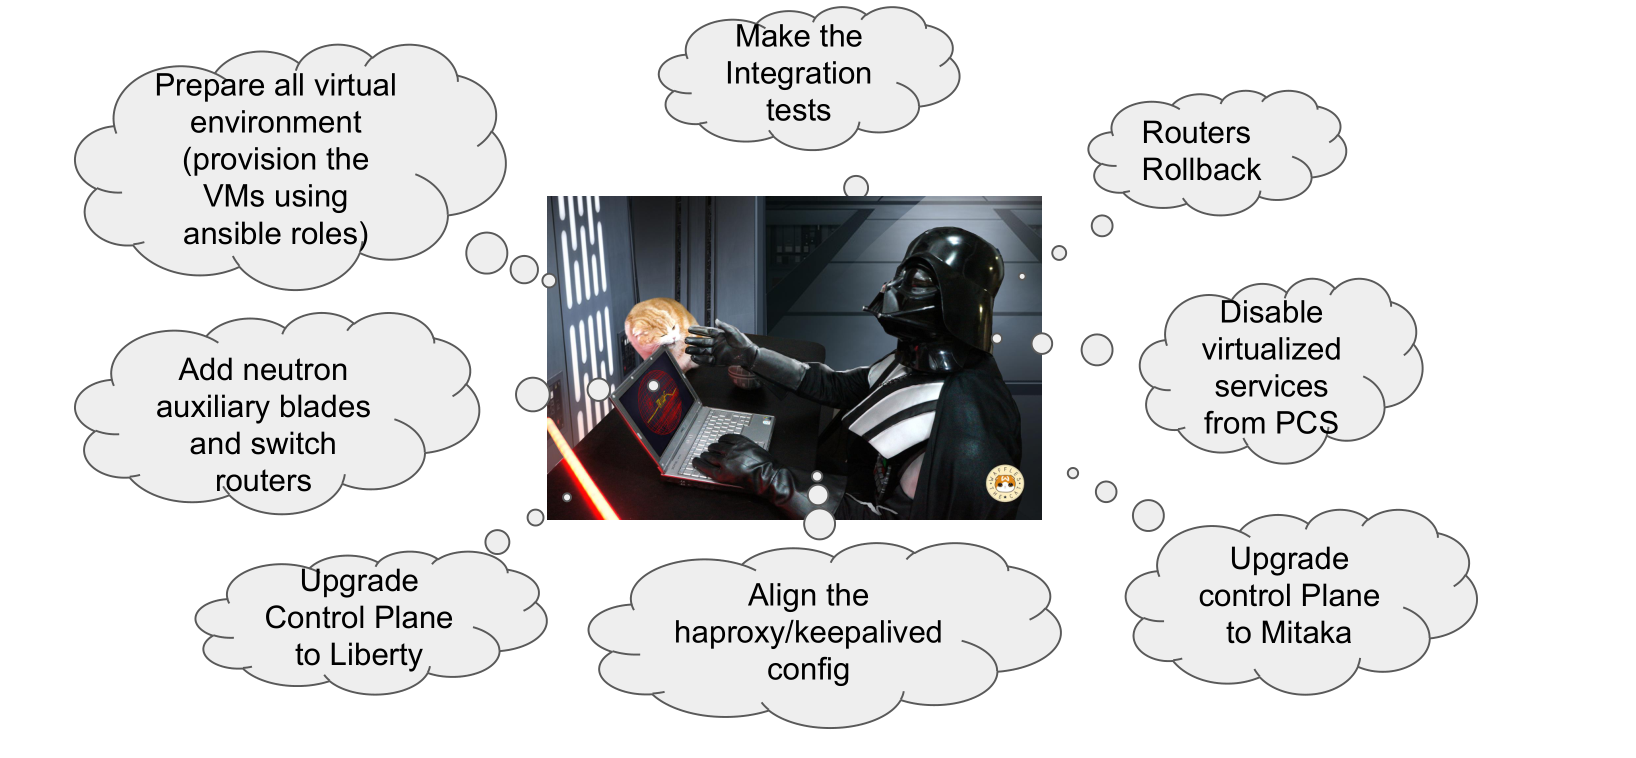 Make the
Integration
tests
Prepare all virtual
environment
(provision the
VMs using
ansible roles)
Routers
Rollback
Add neutron
auxiliary blades
and switch
routers
Disable
virtualized
services
from PCS
Upgrade
Control Plane
to Liberty
Align the
haproxy/keepalived
config
Upgrade
control Plane
to Mitaka